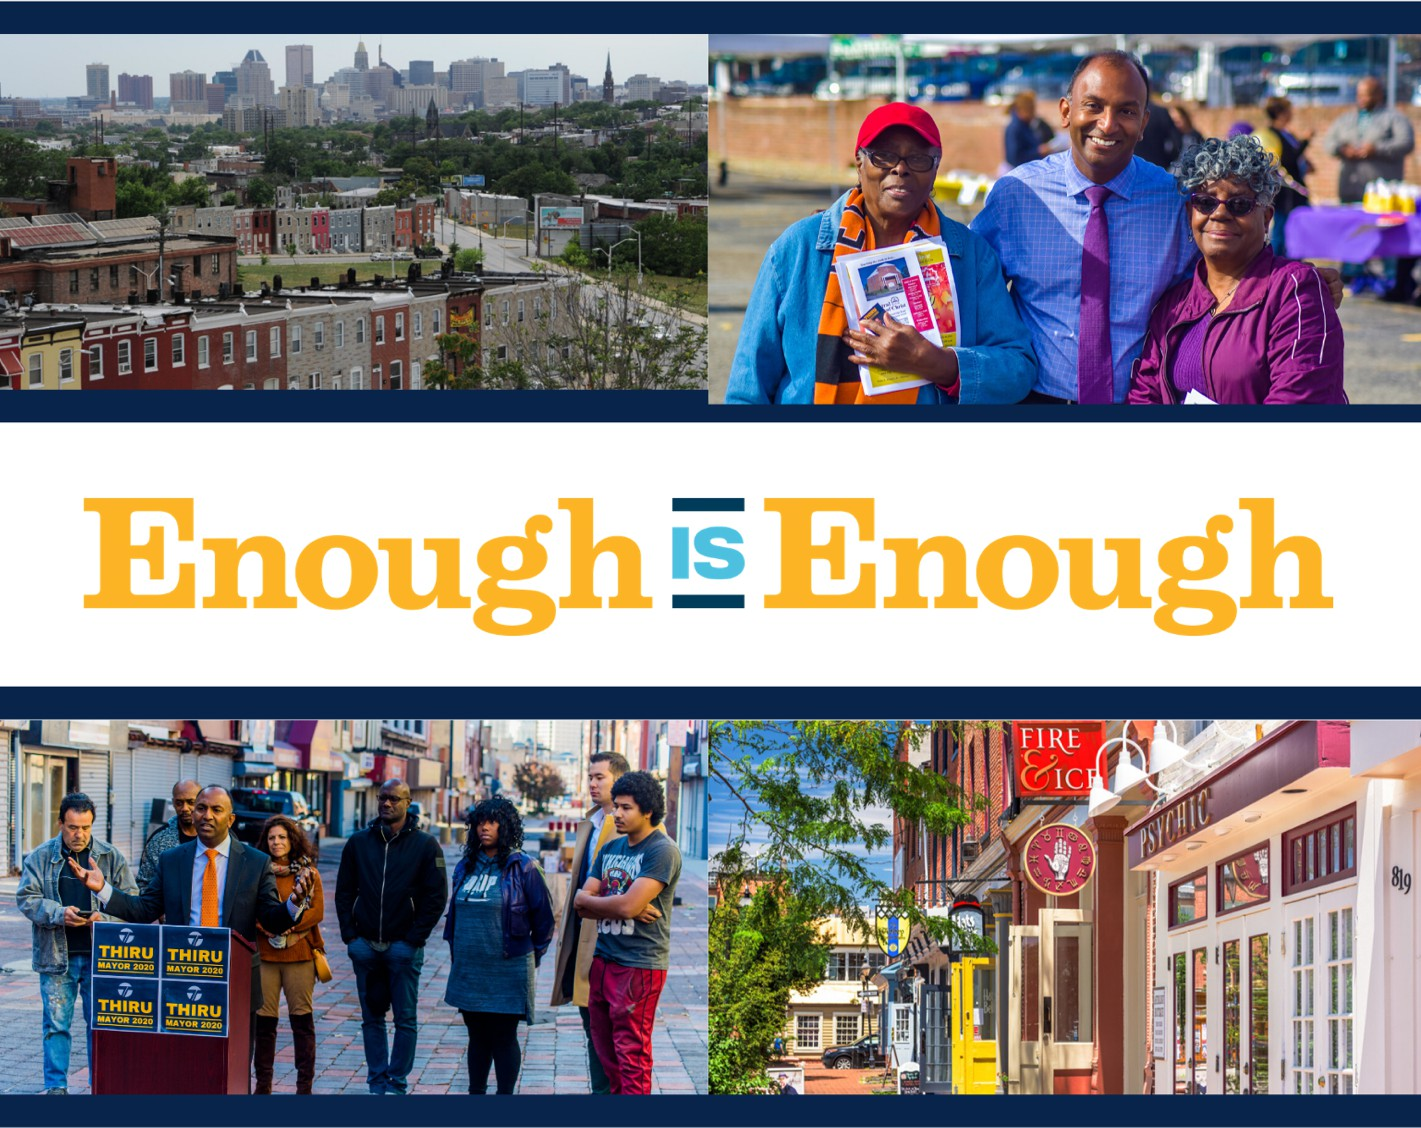 Enough IS Enough
THIRU
MAYOR 2020
THIRU
MAYOR 2020
THIRU
MAYOR 2020
THIRU
MAYOR 2020
FIRE
& ICE
PSYCHIC
819